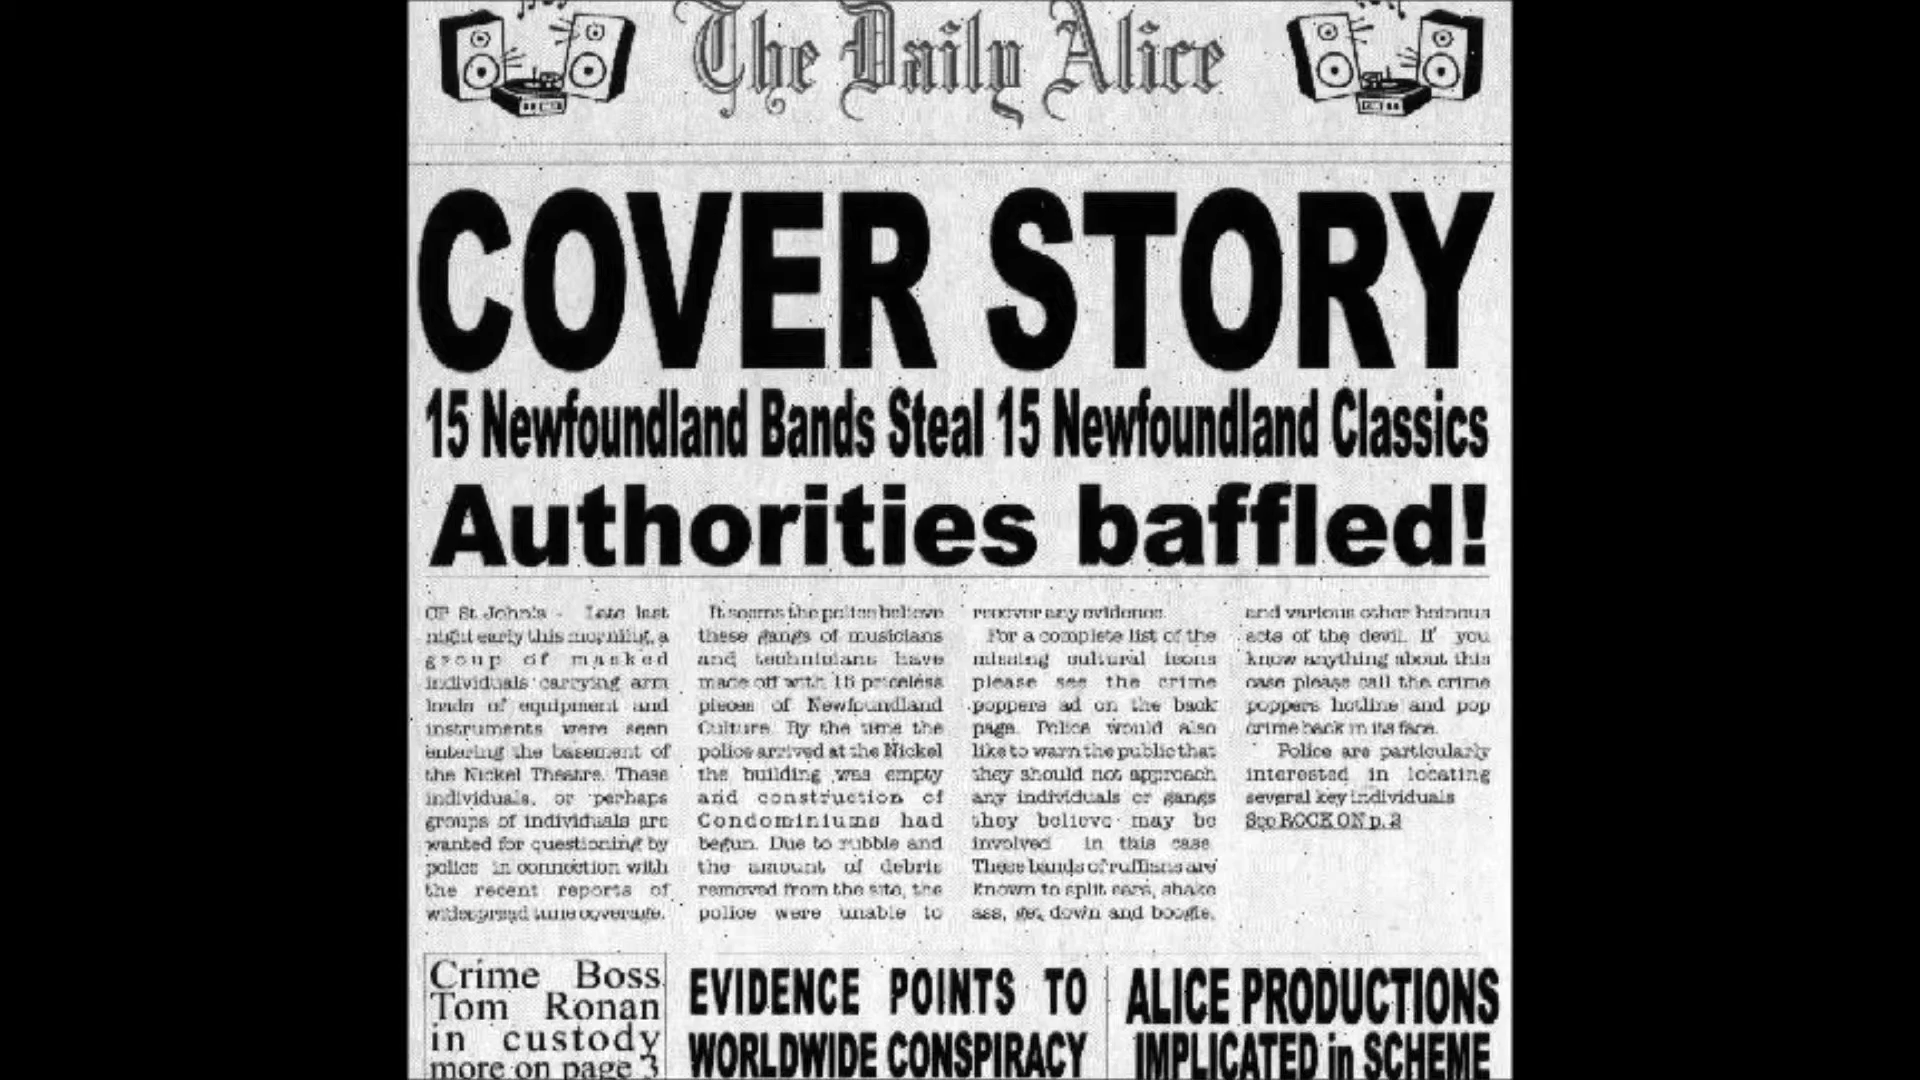 The Daily Alice
COVER STORY
15 Newfoundland Bands Steal 15 Newfoundland Classics
Authorities baffled!
CP St. John's - Late last
night early this morning, a
group of masked
individuals carrying arm
loads of equipment and
instruments were seen
entering the basement of
the Nickel Theatre. These
individuals, or perhaps
groups of individuals are
wanted for questioning by
police in connection with
the recent reports of
widespread tune coverage.
It seems the police believe
these gangs of musicians
and technicians have
made off with 15 priceless
pieces of Newfoundland
Culture. By the time the
police arrived at the Nickel
the building was empty
and construction of
Condominiums had
begun. Due to rubble and
the amount of debris
removed from the site, the
police were unable to
recover any evidence.
For a complete list of the
missing cultural icons
please see the crime
poppers ad on the back
page. Police would also
like to warn the public that
they should not approach
any individuals or gangs
they believe may be
involved in this case.
These bands of ruffians are
known to split ears, shake
ass, get down and boogie,
and various other heinous
acts of the devil. If you
know anything about this
case please call the crime
poppers hotline and pop
crime back in its face.
Police are particularly
interested in locating
several key individuals
See ROCK ON p. 2
Crime Boss
Tom Ronan
in custody
more on page 3
EVIDENCE POINTS TO
WORLDWIDE CONSPIRACY
ALICE PRODUCTIONS
IMPLICATED in SCHEME